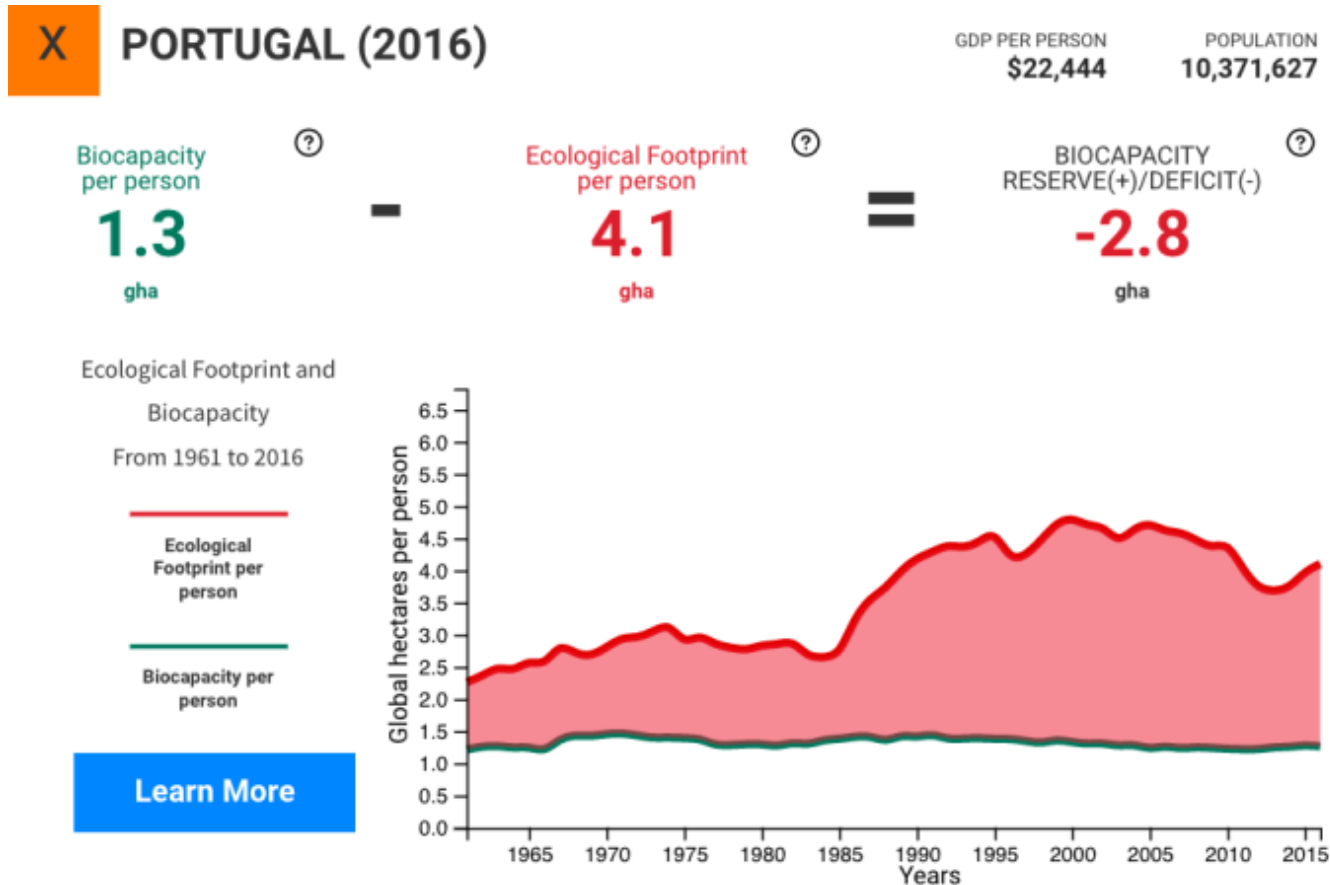 X
PORTUGAL (2016)
GDP PER PERSON
$22,444
POPULATION
10,371,627
Biocapacity
per person
?
1.3
gha
-
Ecological Footprint
per person
?
4.1
gha
=
BIOCAPACITY
RESERVE(+)/DEFICIT(-)
?
-2.8
gha
Ecological Footprint and
Biocapacity
From 1961 to 2016
Ecological
Footprint per
person
Biocapacity per
person
Learn More
Global hectares per person
6.5
6.0
5.5
5.0
4.5
4.0
3.5
3.0
2.5
2.0
1.5
1.0
0.5
0.0
1965 1970 1975 1980 1985 1990 1995 2000 2005 2010 2015
Years